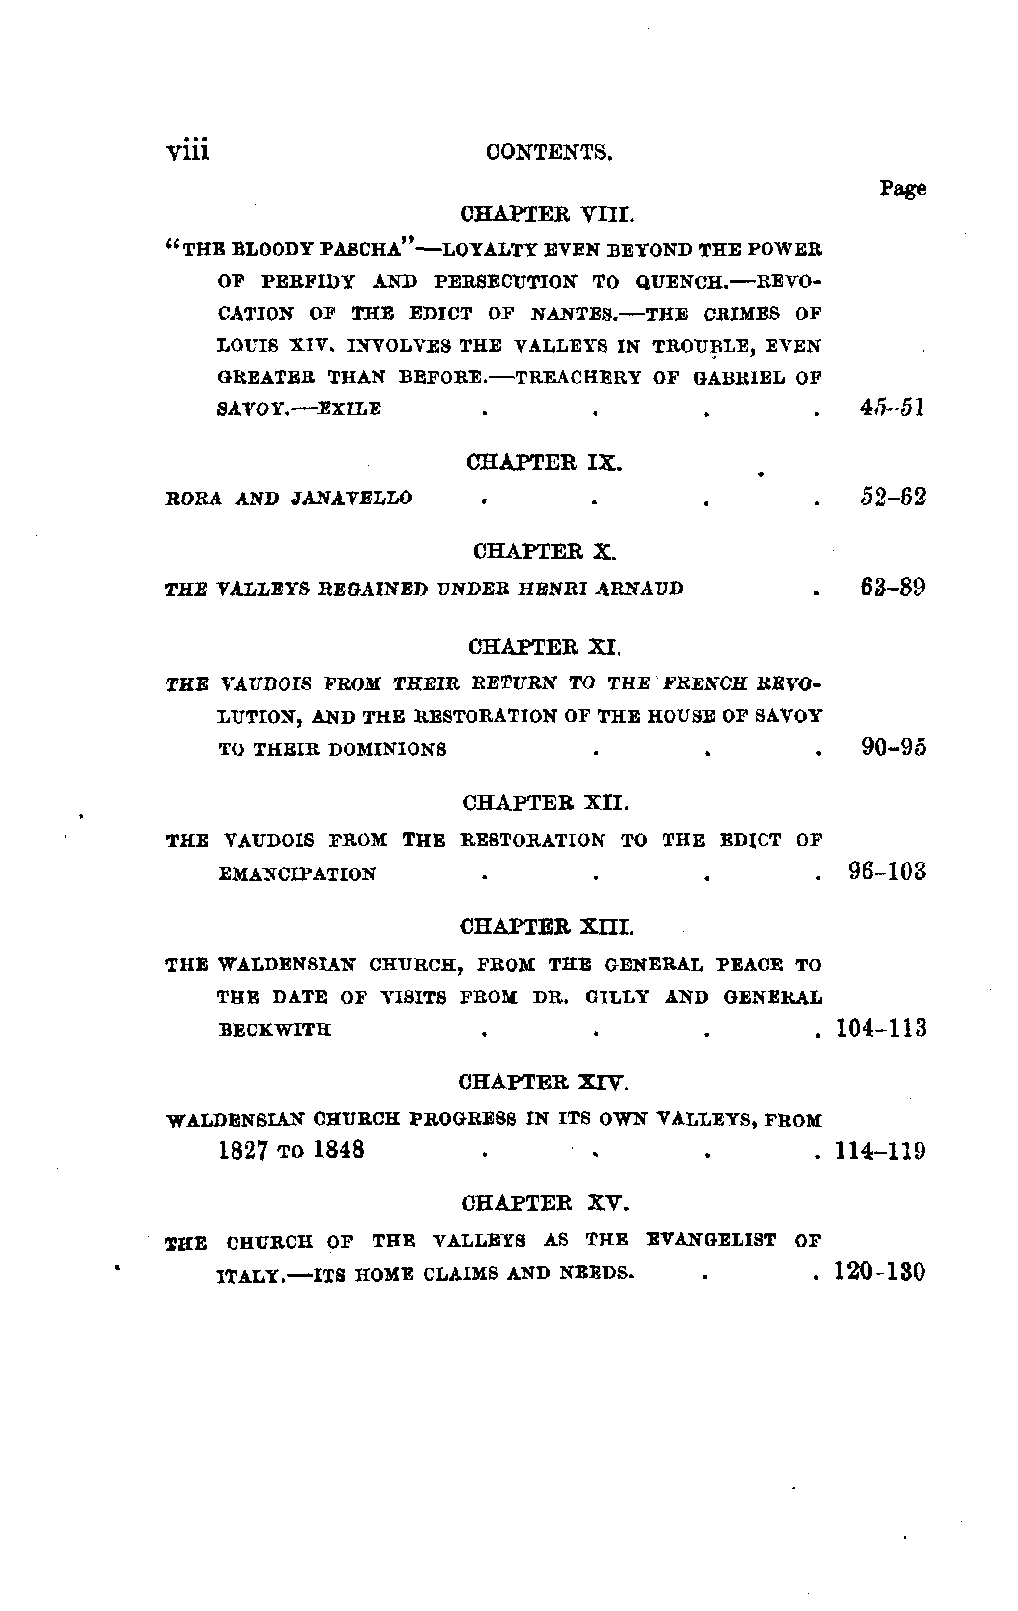 viii CONTENTS.
Page
CHAPTER VIII.
“THE BLOODY PASCHA”—LOYALTY EVEN BEYOND THE POWER
OF PERFIDY AND PERSECUTION TO QUENCH.—REVO-
CATION OF THE EDICT OF NANTES.—THE CRIMES OF
LOUIS XIV. INVOLVES THE VALLEYS IN TROUBLE, EVEN
GREATER THAN BEFORE.—TREACHERY OF GABRIEL OF
SAVOY.—EXILE . . . . 45–51
CHAPTER IX.
RORA AND JANAVELLO . . . . 52–62
CHAPTER X.
THE VALLEYS REGAINED UNDER HENRI ARNAUD . 63–89
CHAPTER XI.
THE VAUDOIS FROM THEIR RETURN TO THE FRENCH REVO-
LUTION, AND THE RESTORATION OF THE HOUSE OF SAVOY
TO THEIR DOMINIONS . . . 90–95
CHAPTER XII.
THE VAUDOIS FROM THE RESTORATION TO THE EDICT OF
EMANCIPATION . . . . 96–103
CHAPTER XIII.
THE WALDENSIAN CHURCH, FROM THE GENERAL PEACE TO
THE DATE OF VISITS FROM DR. GILLY AND GENERAL
BECKWITH . . . . 104–113
CHAPTER XIV.
WALDENSIAN CHURCH PROGRESS IN ITS OWN VALLEYS, FROM
1827 TO 1848 . . . . 114–119
CHAPTER XV.
THE CHURCH OF THE VALLEYS AS THE EVANGELIST OF
ITALY.—ITS HOME CLAIMS AND NEEDS. . . 120–130